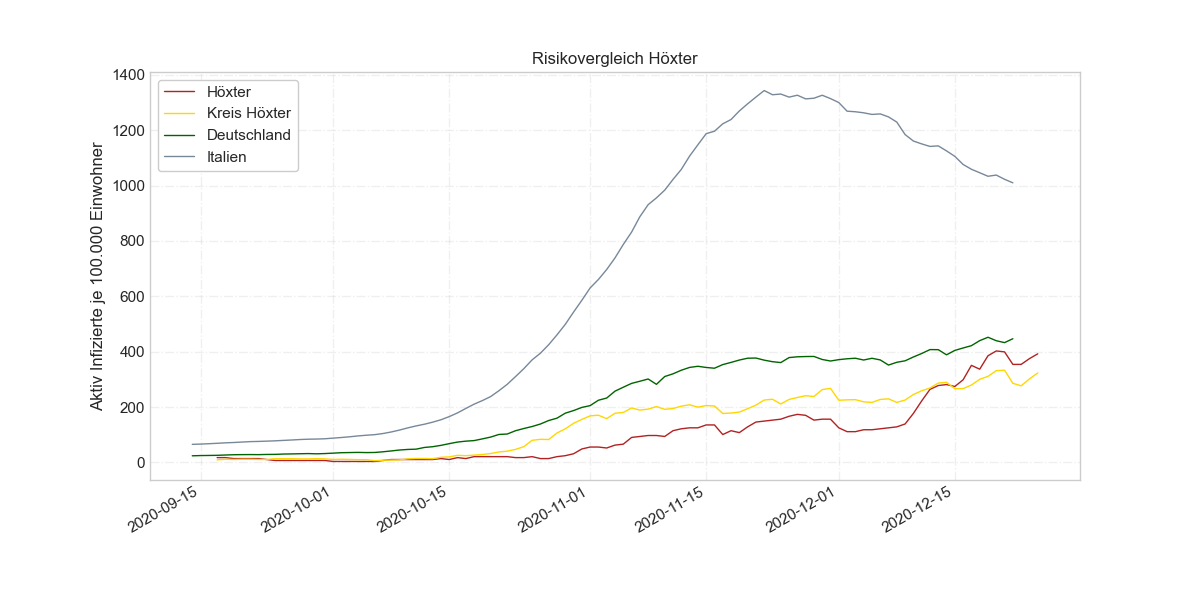 Risikovergleich Höxter
Aktiv Infizierte je 100.000 Einwohner
1400
1200
1000
800
600
400
200
0
Höxter
Kreis Höxter
Deutschland
Italien
2020-09-15
2020-10-01
2020-10-15
2020-11-01
2020-11-15
2020-12-01
2020-12-15